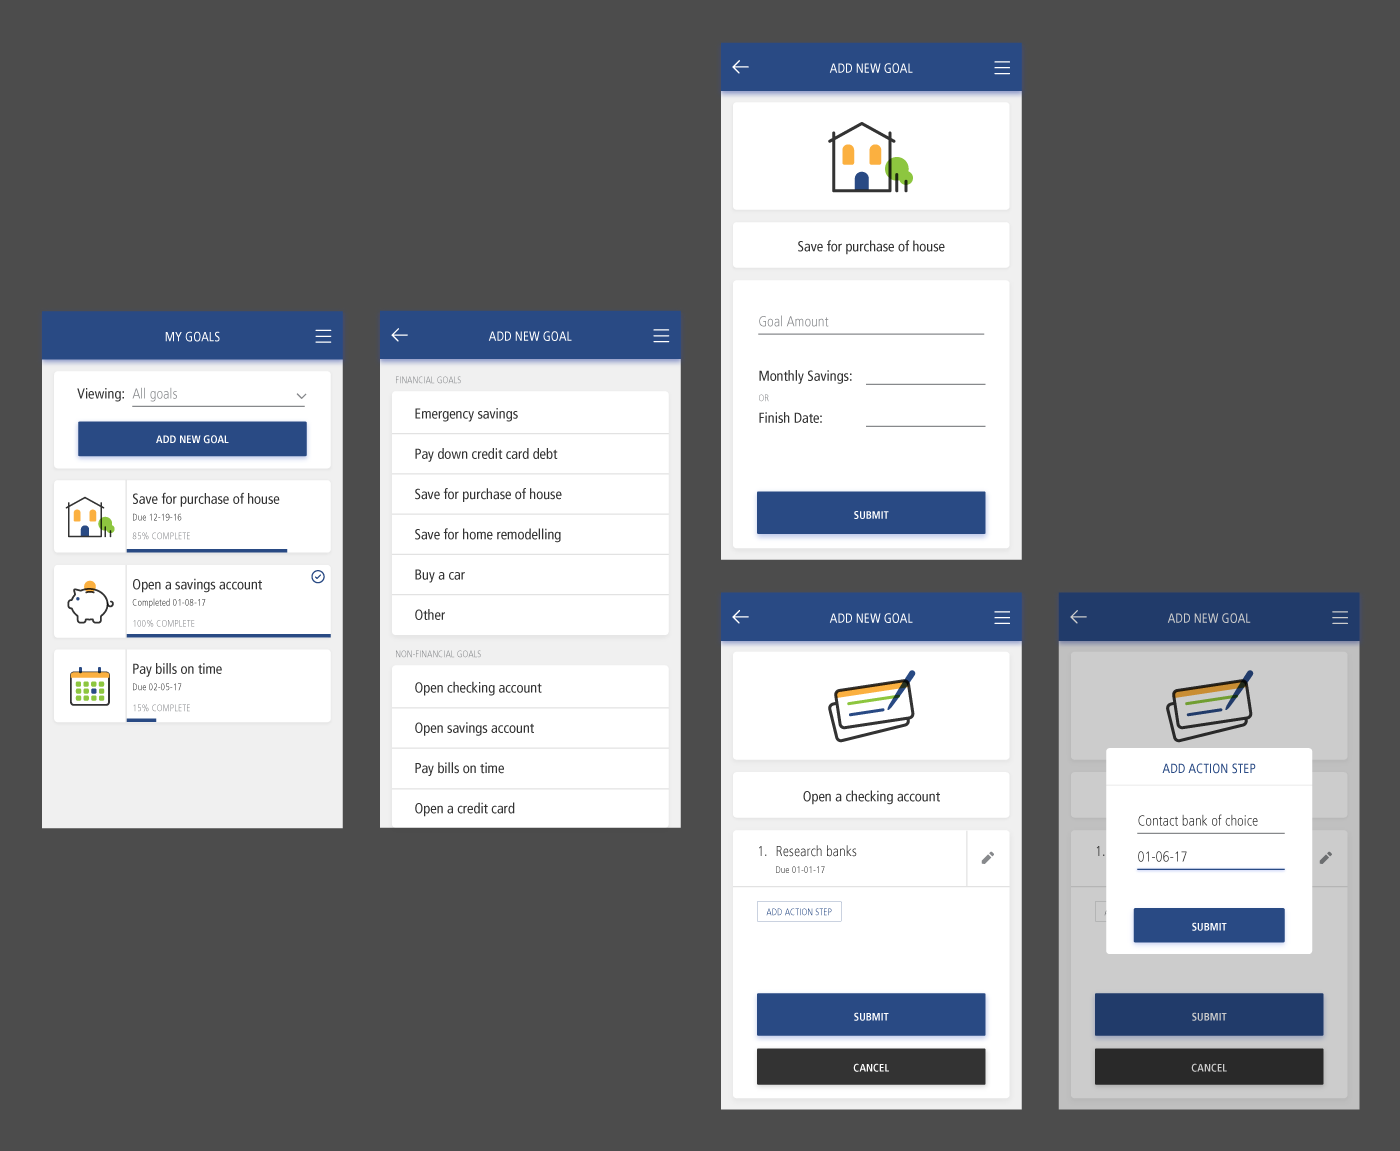 MY GOALS
Viewing: All goals
ADD NEW GOAL
Save for purchase of house
Due 12-19-16
85% COMPLETE
Open a savings account
Completed 01-08-17
100% COMPLETE
Pay bills on time
Due 02-05-17
15% COMPLETE
ADD NEW GOAL
FINANCIAL GOALS
Emergency savings
Pay down credit card debt
Save for purchase of house
Save for home remodelling
Buy a car
Other
NON-FINANCIAL GOALS
Open checking account
Open savings account
Pay bills on time
Open a credit card
ADD NEW GOAL
Save for purchase of house
Goal Amount
Monthly Savings:
OR
Finish Date:
SUBMIT
ADD NEW GOAL
Open a checking account
1. Research banks
Due 01-01-17
ADD ACTION STEP
SUBMIT
CANCEL
ADD NEW GOAL
ADD ACTION STEP
Contact bank of choice
01-06-17
SUBMIT
1.
SUBMIT
CANCEL